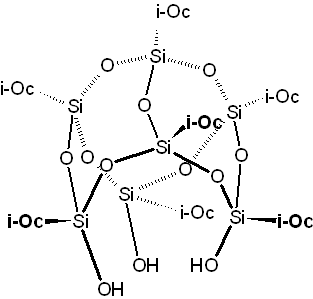 i-Oc
O Si O
i-Oc
Si O Si i-Oc
i-Oc
O O O Si O O
Si O
i-Oc Si i-Oc Si i-Oc
OH HO
OH